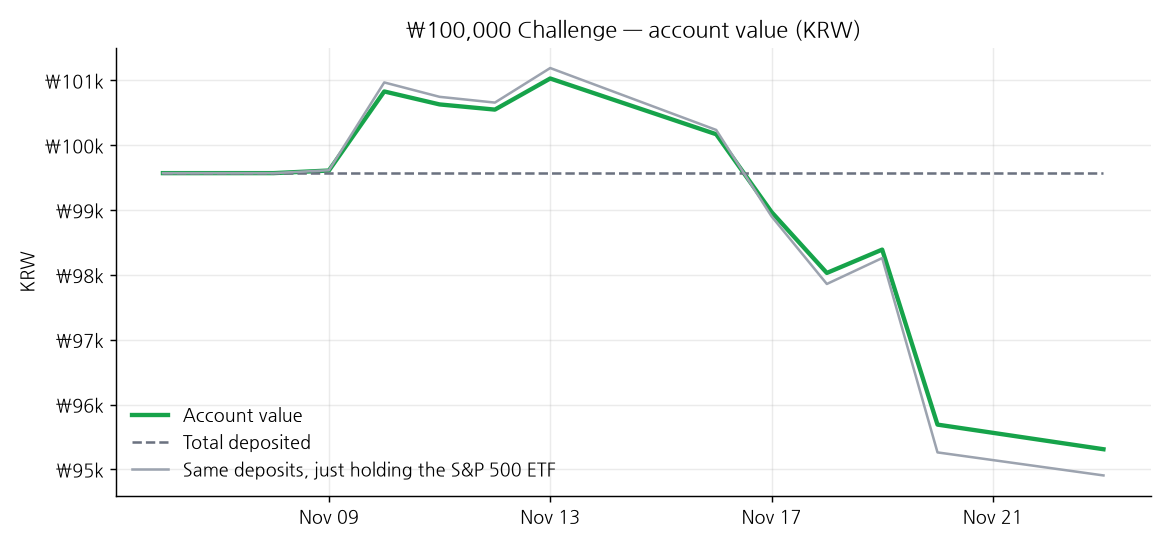 ₩100,000 Challenge — account value (KRW)
₩101k
₩100k
₩99k
₩98k
₩97k
₩96k
₩95k
KRW
Account value
Total deposited
Same deposits, just holding the S&P 500 ETF
Nov 09
Nov 13
Nov 17
Nov 21